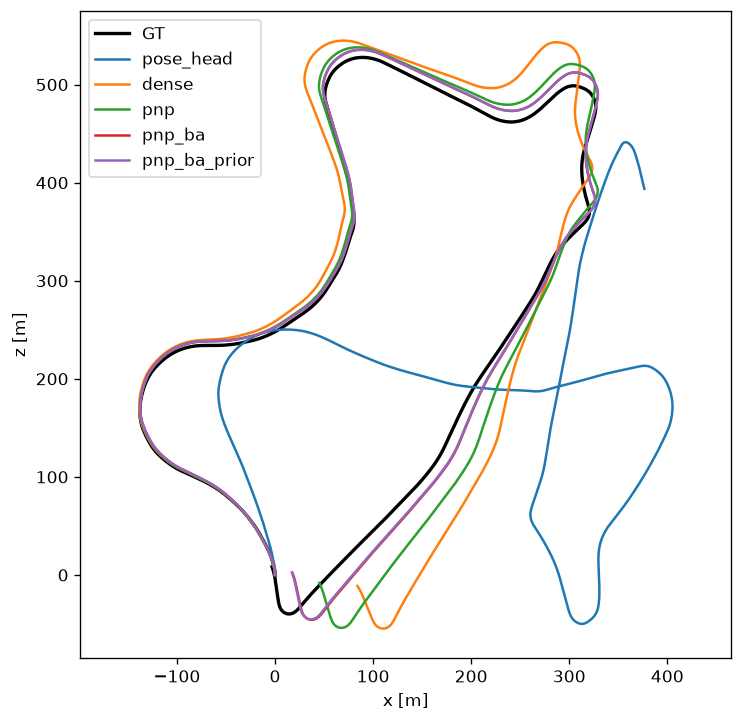 GT
pose_head
dense
pnp
pnp_ba
pnp_ba_prior
500
400
300
200
100
0
z [m]
−100 0 100 200 300 400
x [m]